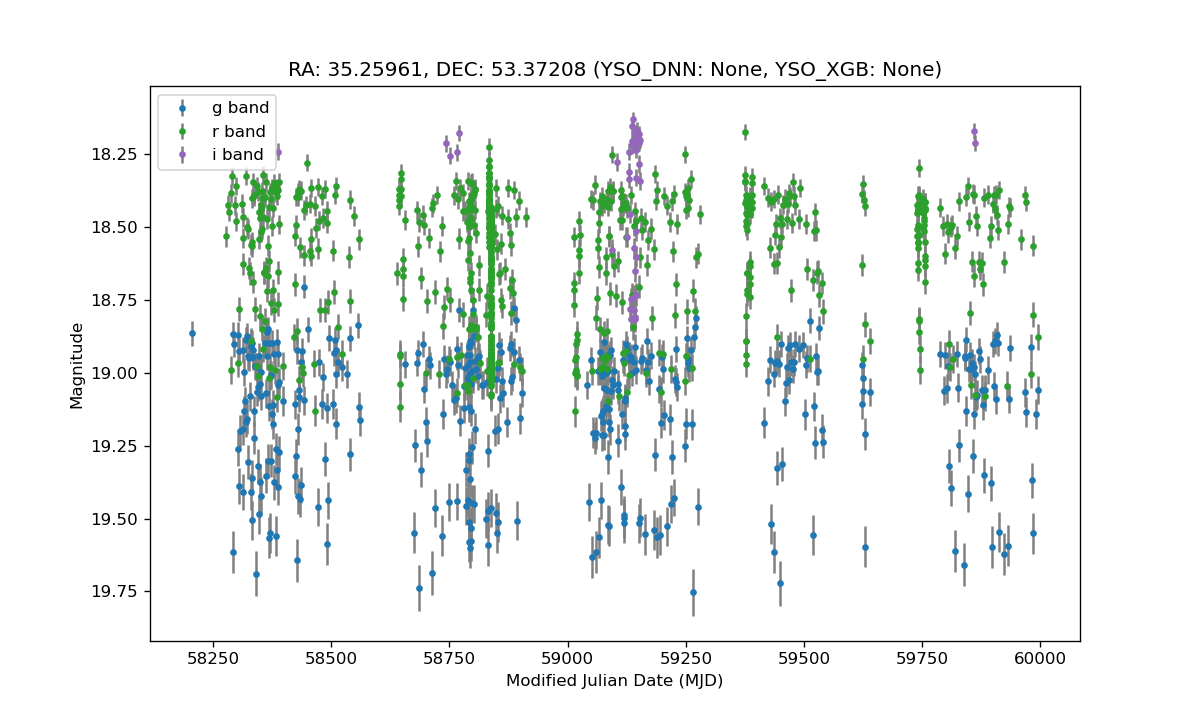 RA: 35.25961, DEC: 53.37208 (YSO_DNN: None, YSO_XGB: None)
g band
r band
i band
18.25
18.50
18.75
19.00
19.25
19.50
19.75
Magnitude
58250 58500 58750 59000 59250 59500 59750 60000
Modified Julian Date (MJD)